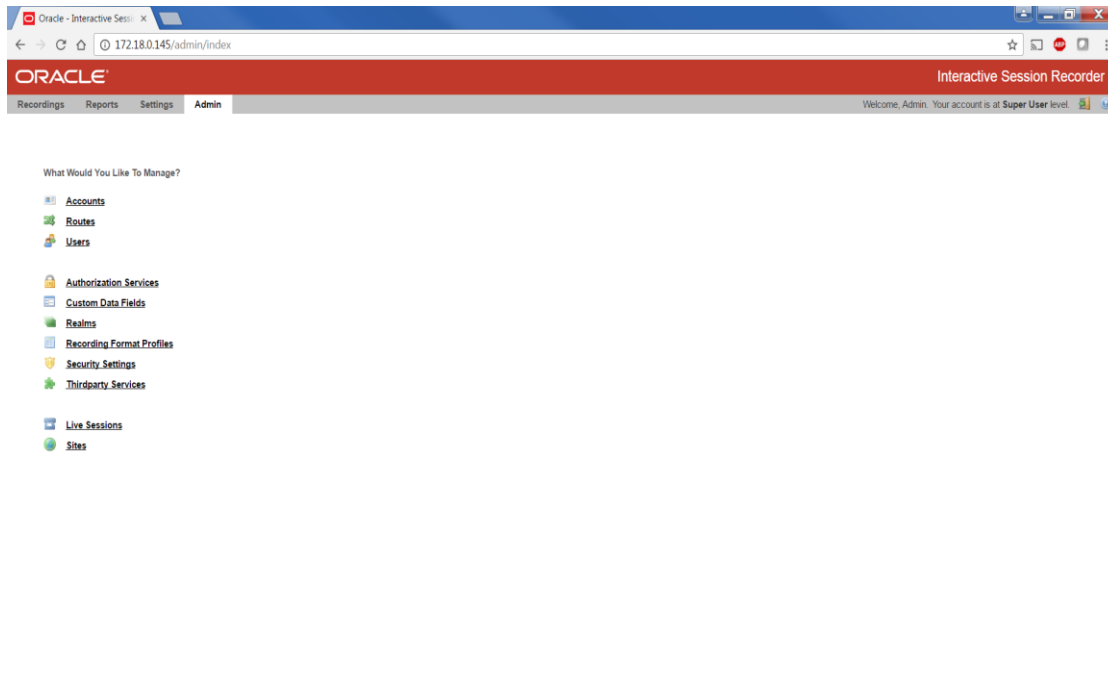 Oracle - Interactive Sessi
172.18.0.145/admin/index
ABP
ORACLE
Interactive Session Recorder
Recordings Reports Settings Admin
Welcome, Admin. Your account is at Super User level.
What Would You Like To Manage?
Accounts
Routes
Users
Authorization Services
Custom Data Fields
Realms
Recording Format Profiles
Security Settings
Thirdparty Services
Live Sessions
Sites